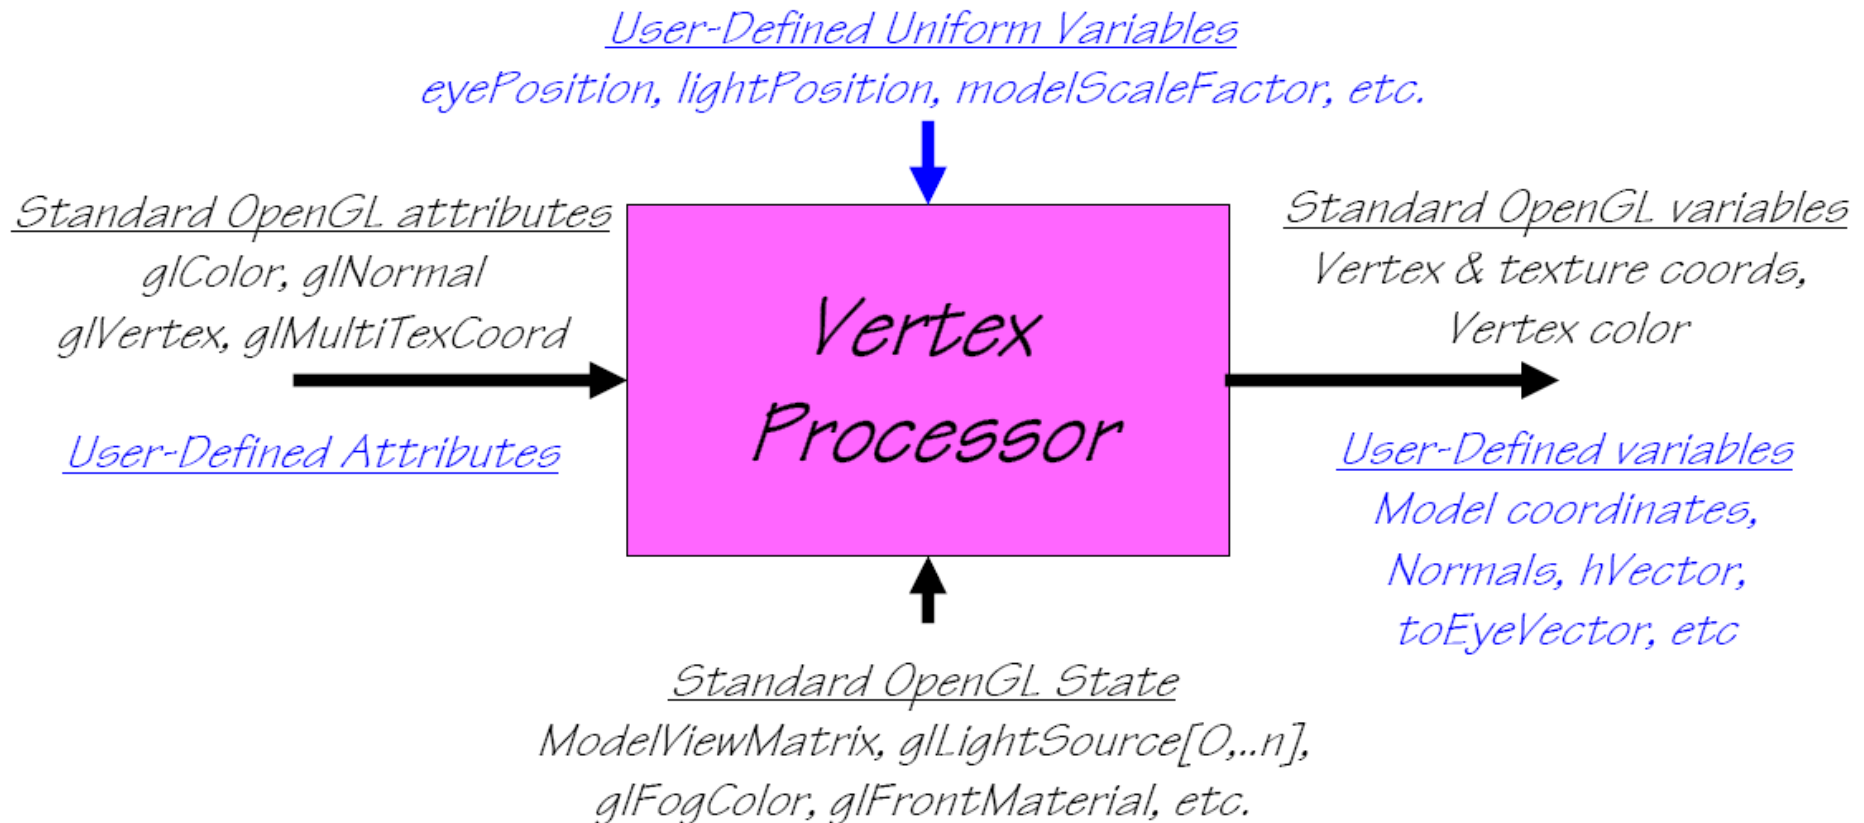 User-Defined Uniform Variables
eyePosition, lightPosition, modelScaleFactor, etc.
Standard OpenGL attributes
glColor, glNormal
glVertex, glMultiTexCoord
User-Defined Attributes
Vertex
Processor
Standard OpenGL variables
Vertex & texture coords,
Vertex color
User-Defined variables
Model coordinates,
Normals, hVector,
toEyeVector, etc
Standard OpenGL State
ModelViewMatrix, glLightSource[0,..n],
glFogColor, glFrontMaterial, etc.